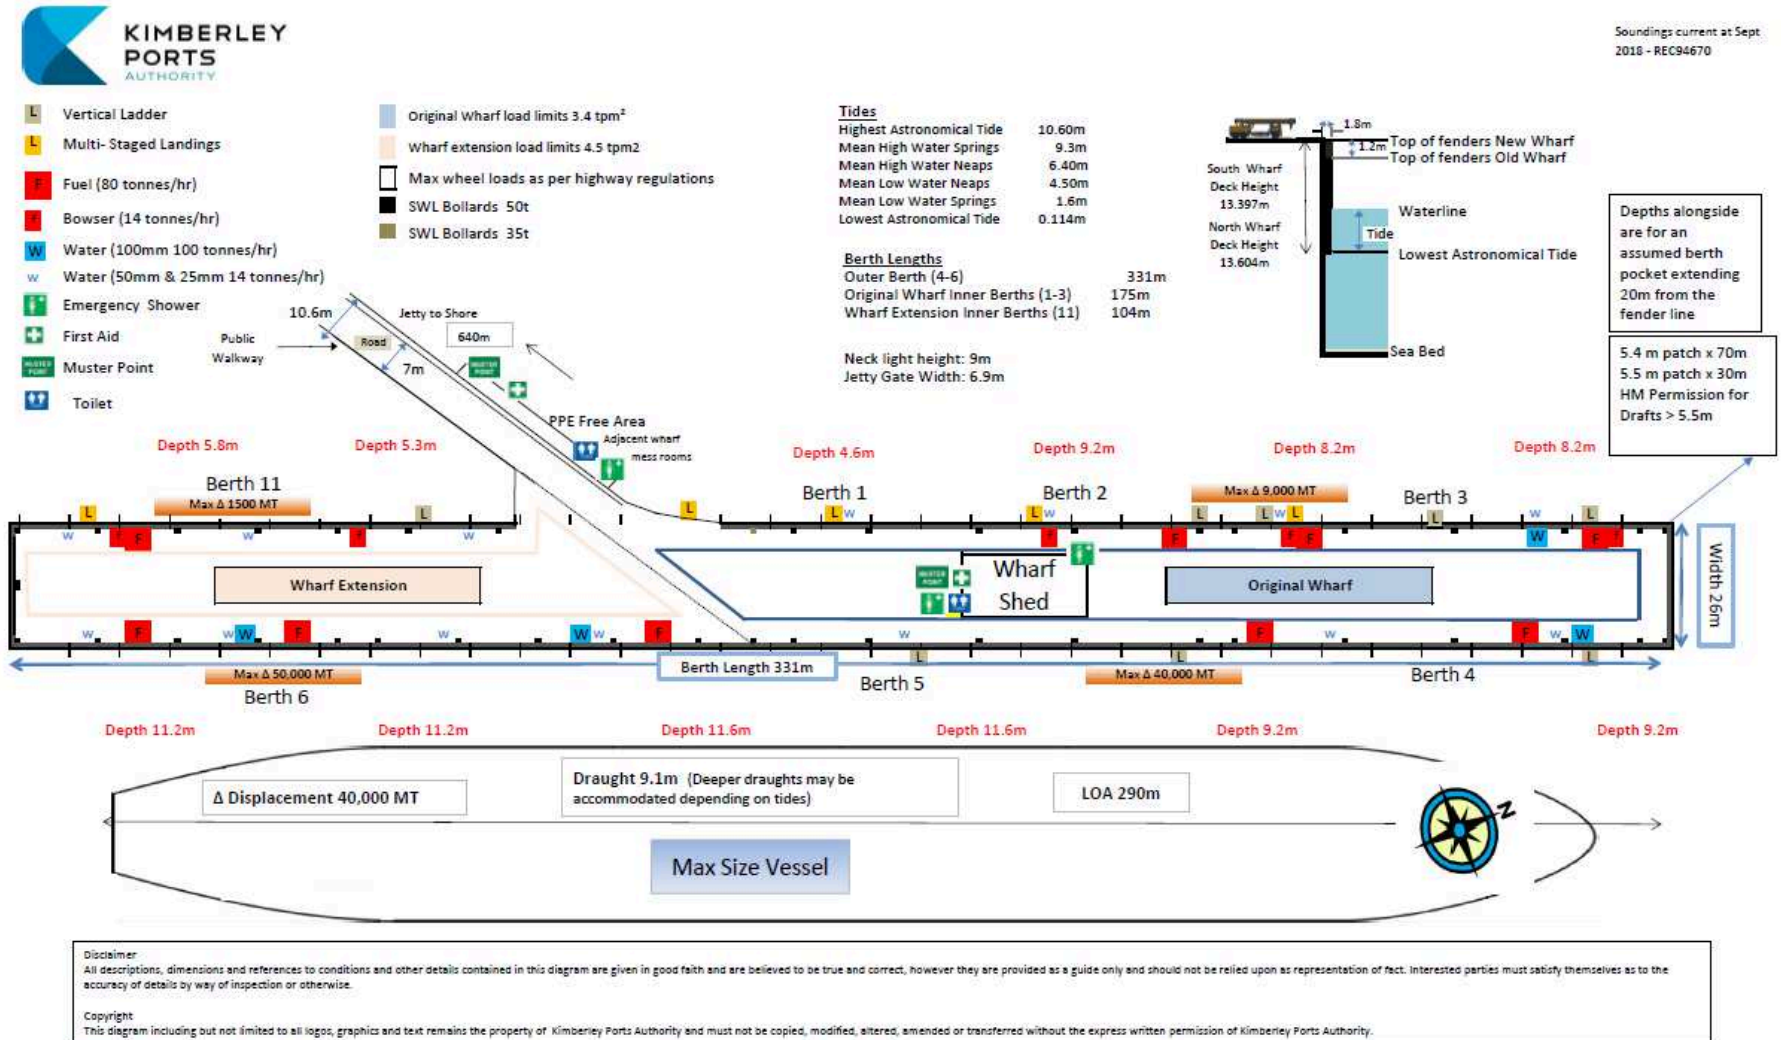 KIMBERLEY
PORTS
AUTHORITY
Soundings current at Sept
2018 - REC94670
L Vertical Ladder
L Multi- Staged Landings
F Fuel (80 tonnes/hr)
f Bowser (14 tonnes/hr)
W Water (100mm 100 tonnes/hr)
w Water (50mm & 25mm 14 tonnes/hr)
Emergency Shower
First Aid
MUSTER POINT Muster Point
Toilet
Original Wharf load limits 3.4 tpm²
Wharf extension load limits 4.5 tpm2
Max wheel loads as per highway regulations
SWL Bollards 50t
SWL Bollards 35t
Tides
Highest Astronomical Tide 10.60m
Mean High Water Springs 9.3m
Mean High Water Neaps 6.40m
Mean Low Water Neaps 4.50m
Mean Low Water Springs 1.6m
Lowest Astronomical Tide 0.114m
Berth Lengths
Outer Berth (4-6) 331m
Original Wharf Inner Berths (1-3) 175m
Wharf Extension Inner Berths (11) 104m
Neck light height: 9m
Jetty Gate Width: 6.9m
1.8m
Top of fenders New Wharf
1.2m
Top of fenders Old Wharf
South Wharf
Deck Height
13.397m
North Wharf
Deck Height
13.604m
Waterline
Tide
Lowest Astronomical Tide
Sea Bed
Depths alongside
are for an
assumed berth
pocket extending
20m from the
fender line
5.4 m patch x 70m
5.5 m patch x 30m
HM Permission for
Drafts > 5.5m
10.6m
Jetty to Shore
640m
Public
Walkway
Road
7m
MUSTER POINT
PPE Free Area
Adjacent wharf
mess rooms
Depth 5.8m
Depth 5.3m
Depth 4.6m
Depth 9.2m
Depth 8.2m
Depth 8.2m
Berth 11
Max Δ 1500 MT
Berth 1
Berth 2
Max Δ 9,000 MT
Berth 3
L L L L w L w L L w L L w L
w f F w f w f F f F W F f
Wharf Extension
MUSTER POINT
Wharf
Shed
Original Wharf
Width 26m
w F w W F w W w F w F w F w W
L L L
Max Δ 50,000 MT
Berth Length 331m
Max Δ 40,000 MT
Berth 6
Berth 5
Berth 4
Depth 11.2m
Depth 11.2m
Depth 11.6m
Depth 11.6m
Depth 9.2m
Depth 9.2m
Δ Displacement 40,000 MT
Draught 9.1m (Deeper draughts may be
accommodated depending on tides)
LOA 290m
N
Max Size Vessel
Disclaimer
All descriptions, dimensions and references to conditions and other details contained in this diagram are given in good faith and are believed to be true and correct, however they are provided as a guide only and should not be relied upon as representation of fact. Interested parties must satisfy themselves as to the
accuracy of details by way of inspection or otherwise.
Copyright
This diagram including but not limited to all logos, graphics and text remains the property of Kimberley Ports Authority and must not be copied, modified, altered, amended or transferred without the express written permission of Kimberley Ports Authority.